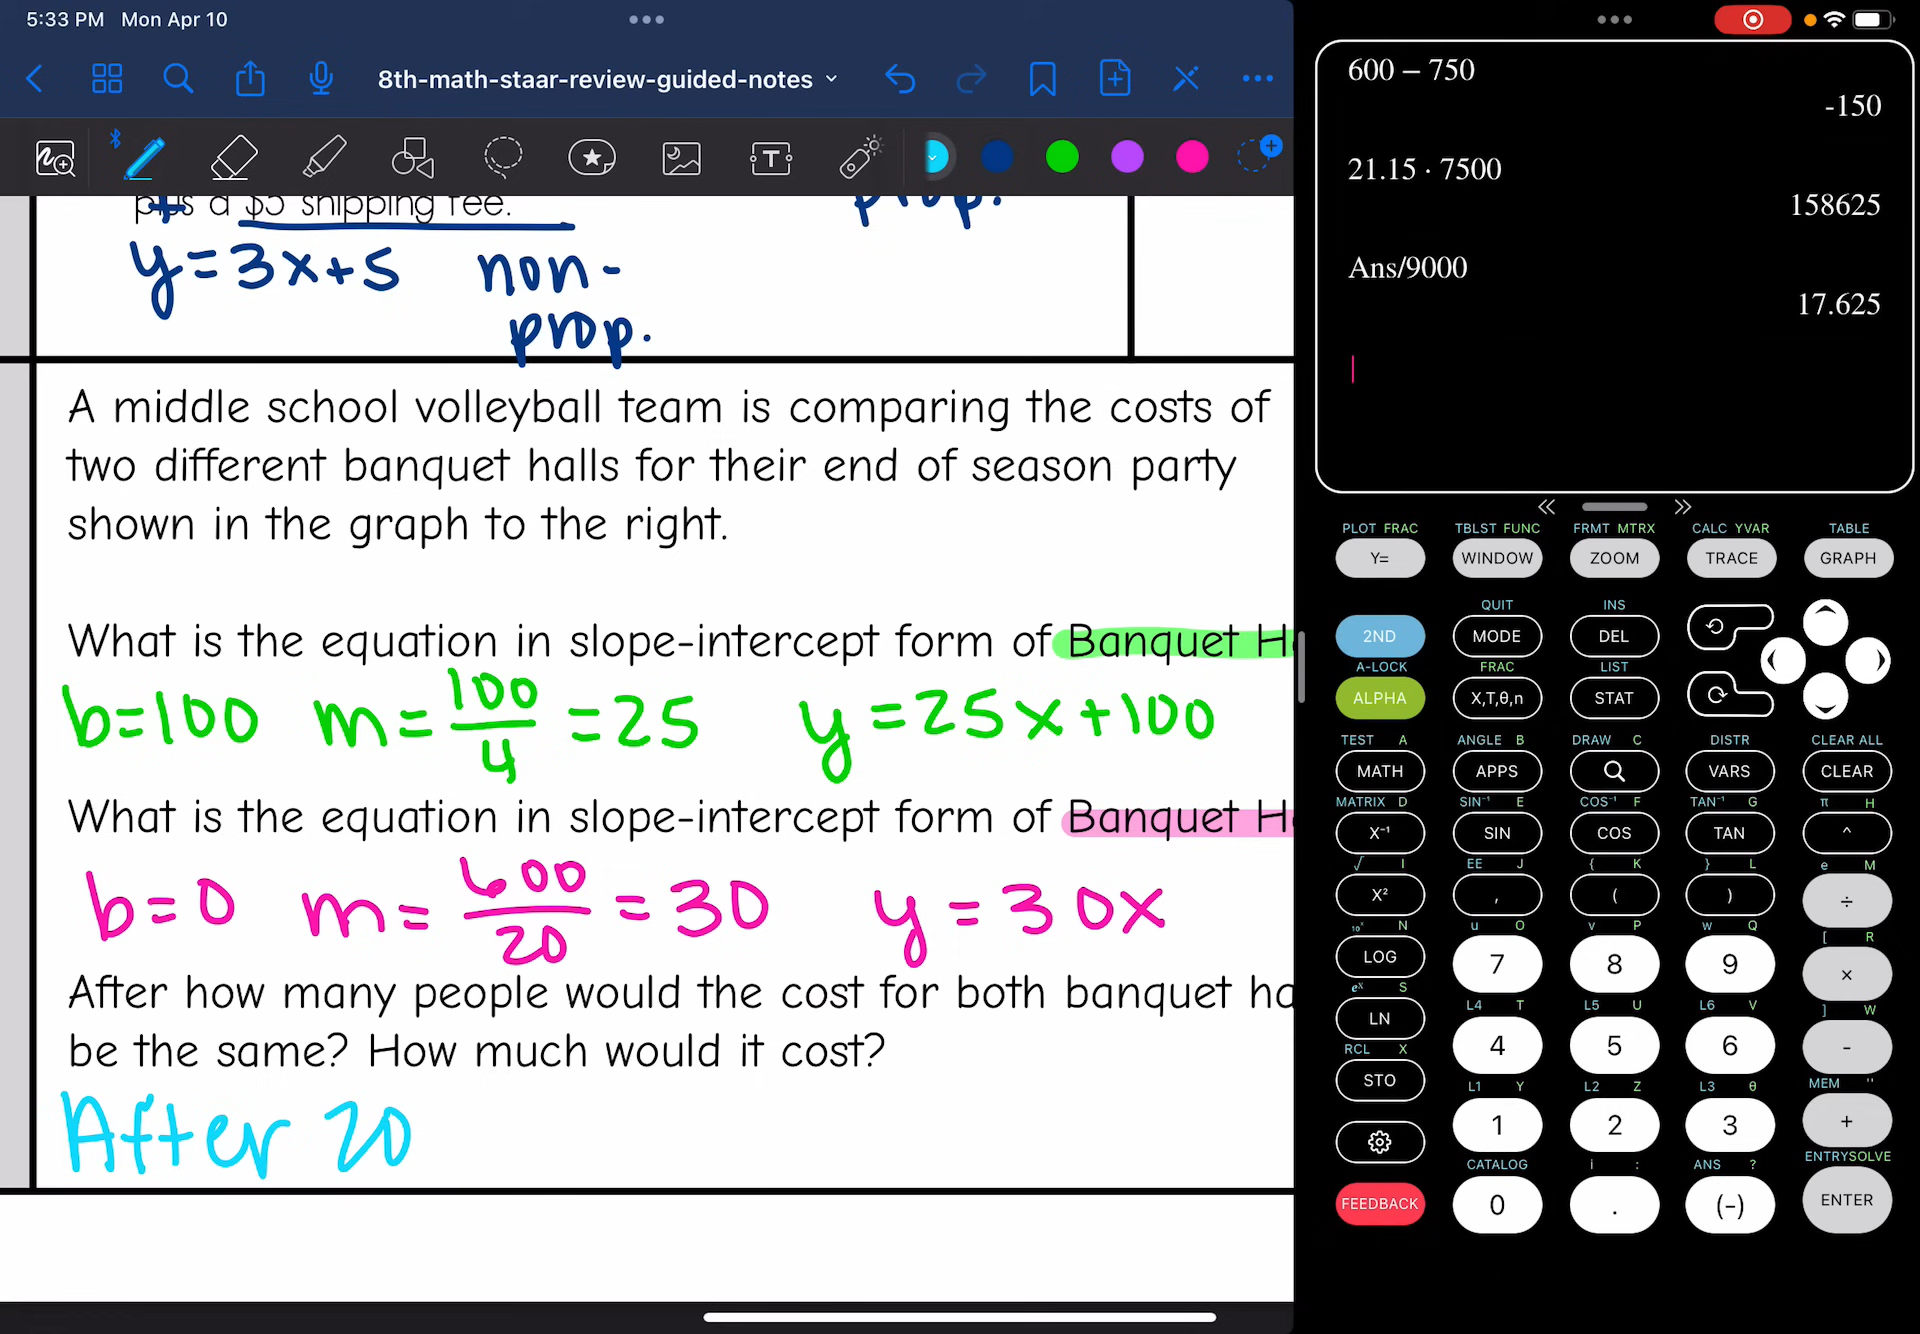 5:33 PM Mon Apr 10
8th-math-staar-review-guided-notes
plus a $5 shipping fee.
prop.
y=3x+5 non-
prop.
A middle school volleyball team is comparing the costs of
two different banquet halls for their end of season party
shown in the graph to the right.
What is the equation in slope-intercept form of Banquet H
b=100 m=100/4=25 y=25x+100
What is the equation in slope-intercept form of Banquet H
b=0 m=600/20=30 y=30x
After how many people would the cost for both banquet ha
be the same? How much would it cost?
After 20
600 – 750
-150
21.15 · 7500
158625
Ans/9000
17.625
PLOT FRAC TBLST FUNC FRMT MTRX CALC YVAR TABLE
Y= WINDOW ZOOM TRACE GRAPH
QUIT INS
2ND MODE DEL
A-LOCK FRAC LIST
ALPHA X,T,θ,n STAT
TEST A ANGLE B DRAW C DISTR CLEAR ALL
MATH APPS VARS CLEAR
MATRIX D SIN⁻¹ E COS⁻¹ F TAN⁻¹ G π H
X⁻¹ SIN COS TAN ^
√ I EE J { K } L e M
X² , ( ) ÷
10ˣ N u O v P w Q [ R
LOG 7 8 9 ×
eˣ S L4 T L5 U L6 V ] W
LN 4 5 6 -
RCL X L1 Y L2 Z L3 θ MEM "
STO 1 2 3 +
CATALOG i : ANS ? ENTRY SOLVE
FEEDBACK 0 . (-) ENTER